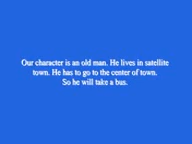 Our character is an old man. He lives in satellite
town. He has to go to the center of town.
So he will take a bus.